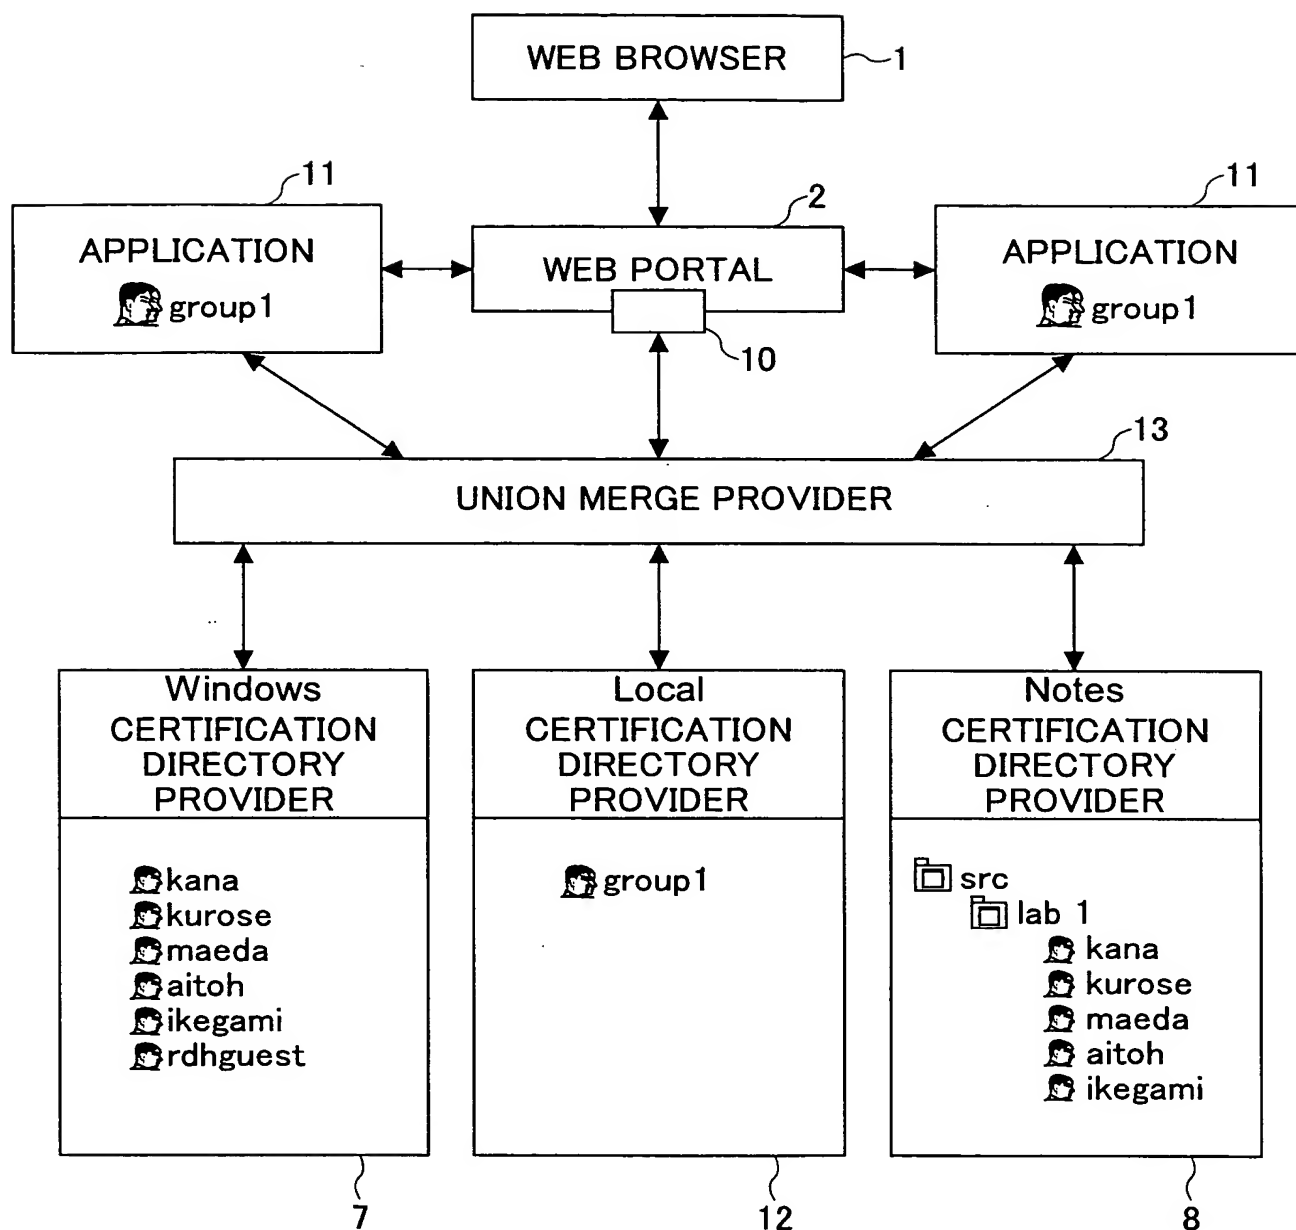 WEB BROWSER
1
11
2
11
APPLICATION
group1
WEB PORTAL
APPLICATION
group1
10
13
UNION MERGE PROVIDER
Windows
CERTIFICATION
DIRECTORY
PROVIDER
kana
kurose
maeda
aitoh
ikegami
rdhguest
7
Local
CERTIFICATION
DIRECTORY
PROVIDER
group1
12
Notes
CERTIFICATION
DIRECTORY
PROVIDER
src
lab 1
kana
kurose
maeda
aitoh
ikegami
8